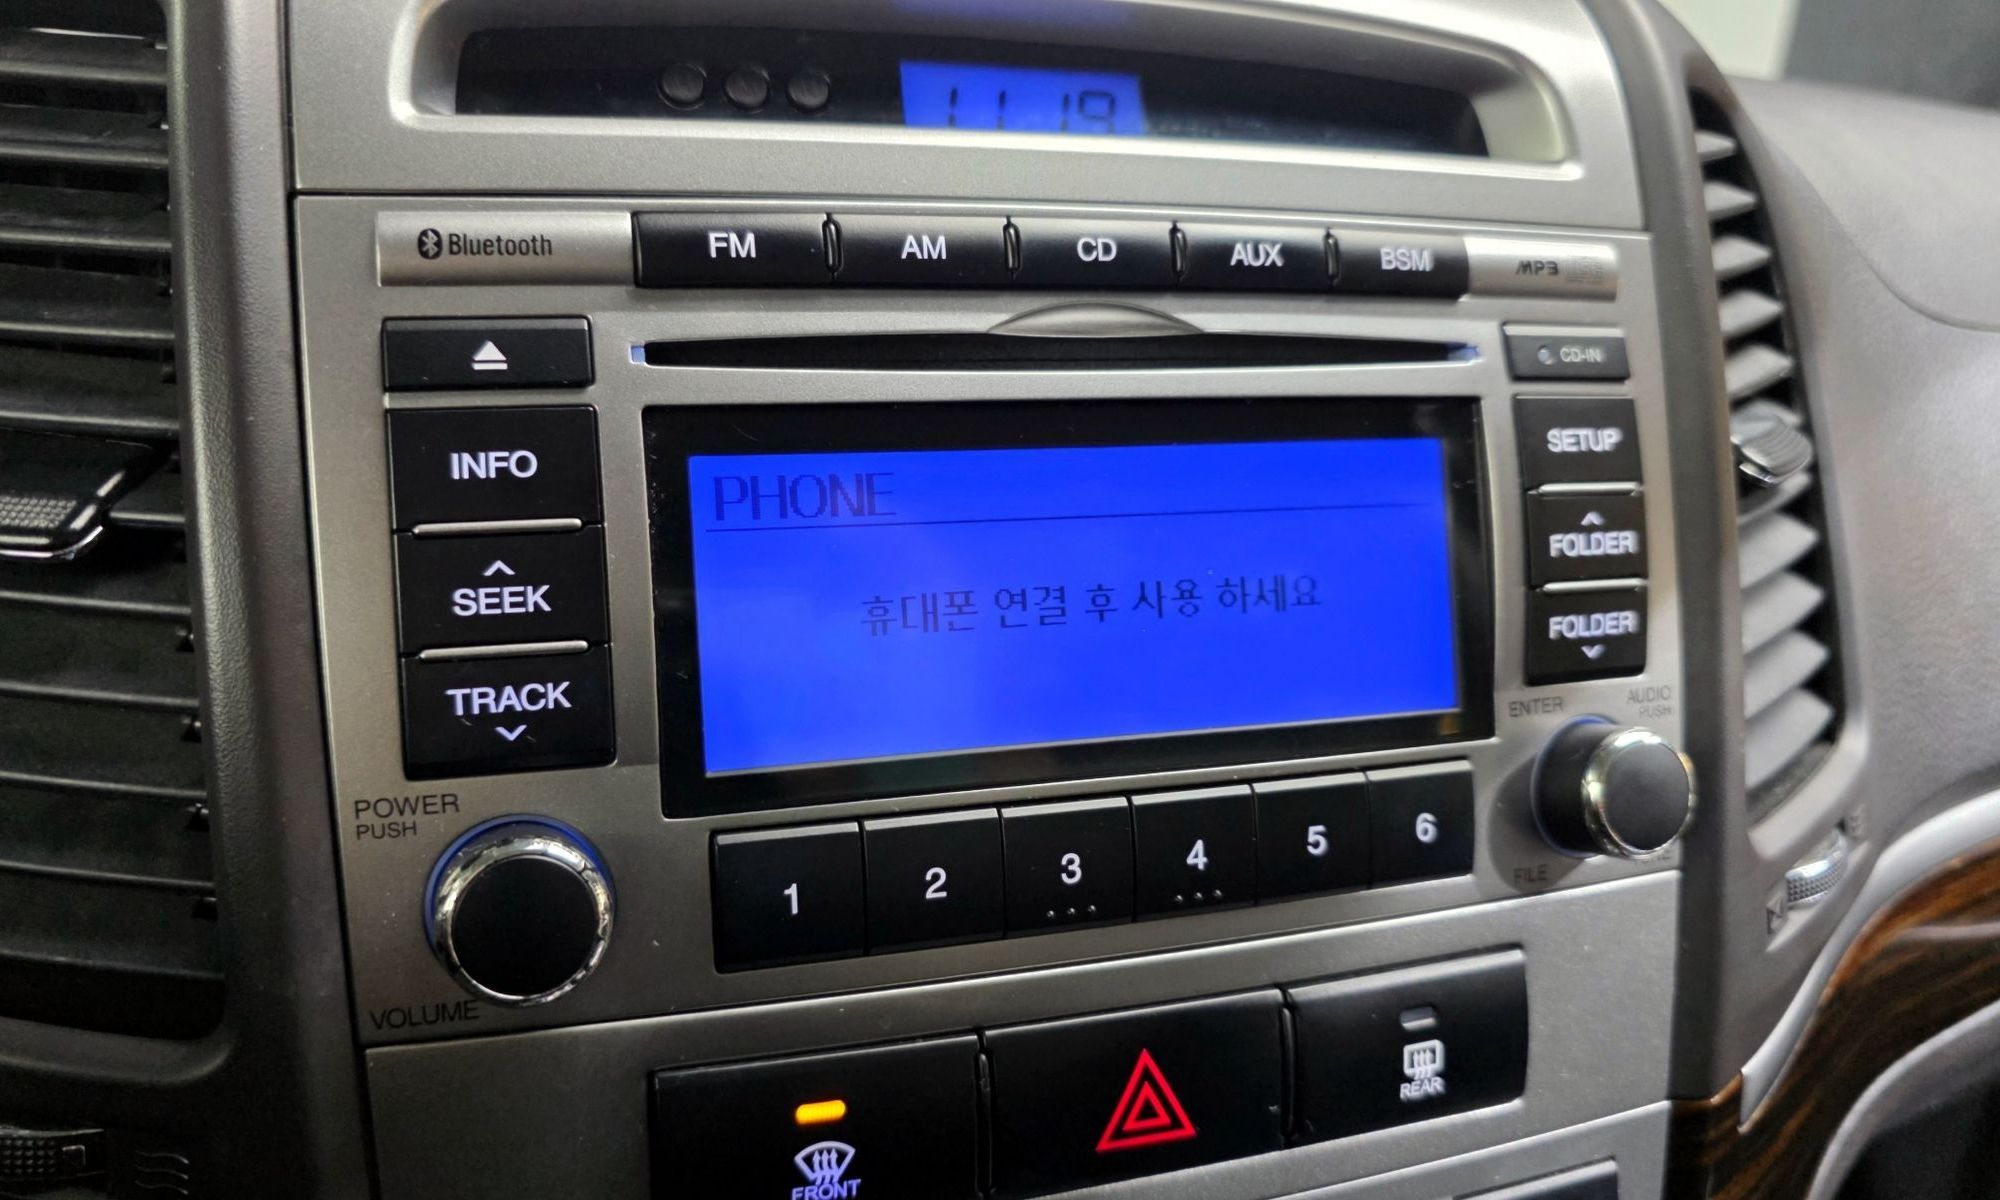 11 19
Bluetooth
FM
AM
CD
AUX
BSM
MP3
CD-IN
INFO
SEEK
TRACK
PHONE
휴대폰 연결 후 사용 하세요
SETUP
FOLDER
FOLDER
ENTER
AUDIO
PUSH
FILE
POWER
PUSH
VOLUME
1
2
3
4
5
6
FRONT
REAR